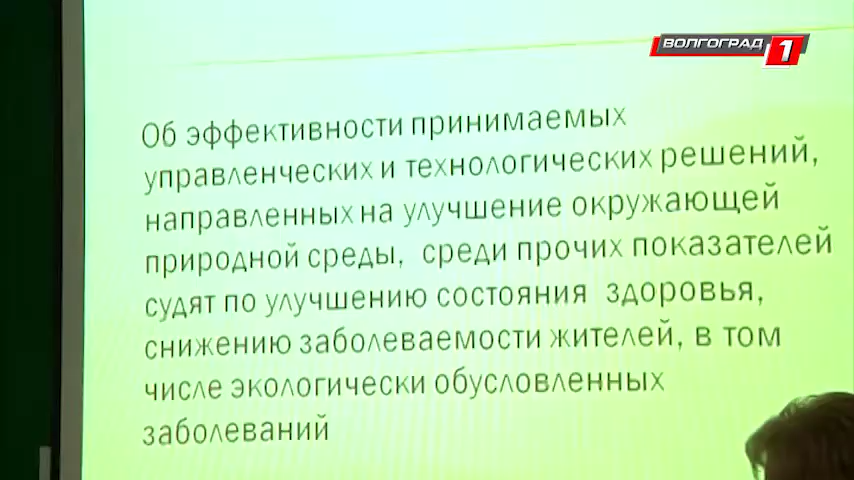 ВОЛГОГРАД 1
Об эффективности принимаемых
управленческих и технологических решений,
направленных на улучшение окружающей
природной среды, среди прочих показателей
судят по улучшению состояния здоровья,
снижению заболеваемости жителей, в том
числе экологически обусловленных
заболеваний